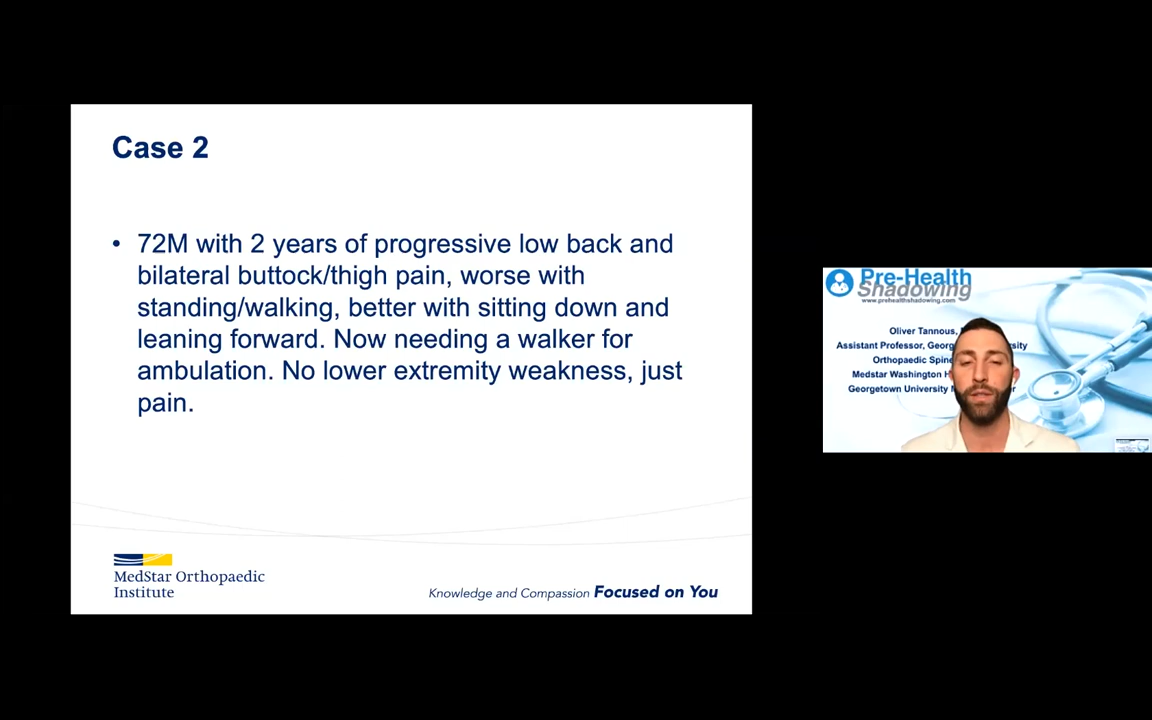 Case 2
• 72M with 2 years of progressive low back and
bilateral buttock/thigh pain, worse with
standing/walking, better with sitting down and
leaning forward. Now needing a walker for
ambulation. No lower extremity weakness, just
pain.
MedStar Orthopaedic
Institute
Knowledge and Compassion Focused on You
Pre-Health
Shadowing
www.prehealthshadowing.com
Oliver Tannous,
Assistant Professor,
Orthopaedic
Medstar Washington
Georgetown University